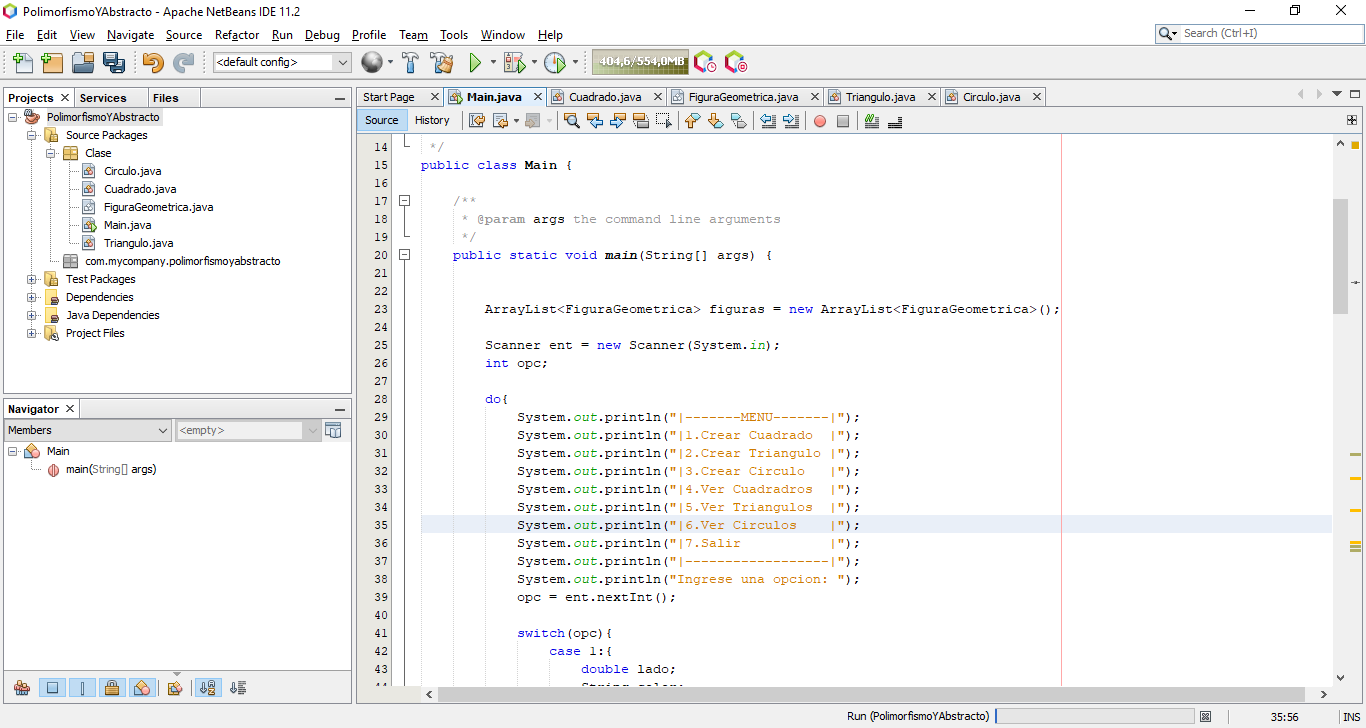 PolimorfismoYAbstracto - Apache NetBeans IDE 11.2
File Edit View Navigate Source Refactor Run Debug Profile Team Tools Window Help
Search (Ctrl+I)
<default config>
404,6/554,0MB
Projects Services Files
PolimorfismoYAbstracto
Source Packages
Clase
Circulo.java
Cuadrado.java
FiguraGeometrica.java
Main.java
Triangulo.java
com.mycompany.polimorfismoyabstracto
Test Packages
Dependencies
Java Dependencies
Project Files
Navigator
Members <empty>
Main
main(String[] args)
Start Page Main.java Cuadrado.java FiguraGeometrica.java Triangulo.java Circulo.java
Source History
14 */
15 public class Main {
16
17 /**
18 * @param args the command line arguments
19 */
20 public static void main(String[] args) {
21
22
23 ArrayList<FiguraGeometrica> figuras = new ArrayList<FiguraGeometrica>();
24
25 Scanner ent = new Scanner(System.in);
26 int opc;
27
28 do{
29 System.out.println("|-------MENU-------|");
30 System.out.println("|1.Crear Cuadrado  |");
31 System.out.println("|2.Crear Triangulo |");
32 System.out.println("|3.Crear Circulo   |");
33 System.out.println("|4.Ver Cuadradros  |");
34 System.out.println("|5.Ver Triangulos  |");
35 System.out.println("|6.Ver Circulos    |");
36 System.out.println("|7.Salir           |");
37 System.out.println("|------------------|");
38 System.out.println("Ingrese una opcion: ");
39 opc = ent.nextInt();
40
41 switch(opc){
42 case 1:{
43 double lado;
Run (PolimorfismoYAbstracto) 35:56 INS